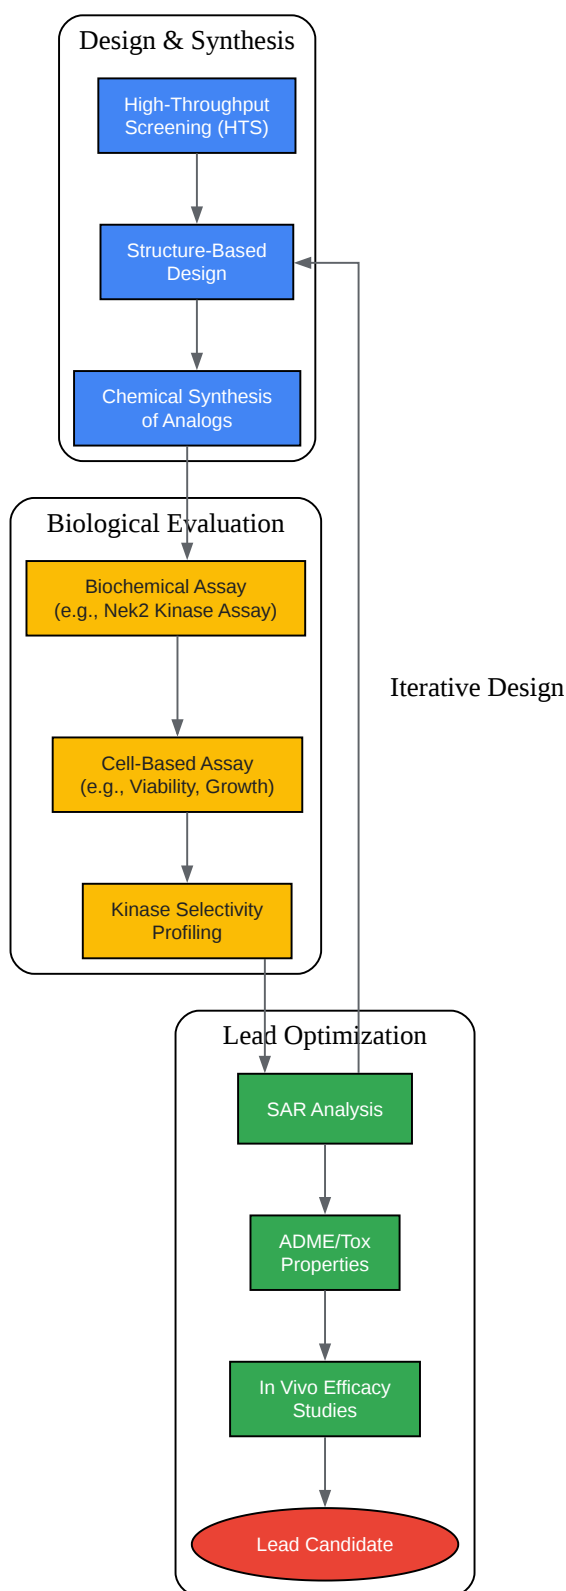 Design & Synthesis
High-Throughput
Screening (HTS)
Structure-Based
Design
Chemical Synthesis
of Analogs
Biological Evaluation
Biochemical Assay
(e.g., Nek2 Kinase Assay)
Iterative Design
Cell-Based Assay
(e.g., Viability, Growth)
Kinase Selectivity
Profiling
Lead Optimization
SAR Analysis
ADME/Tox
Properties
In Vivo Efficacy
Studies
Lead Candidate